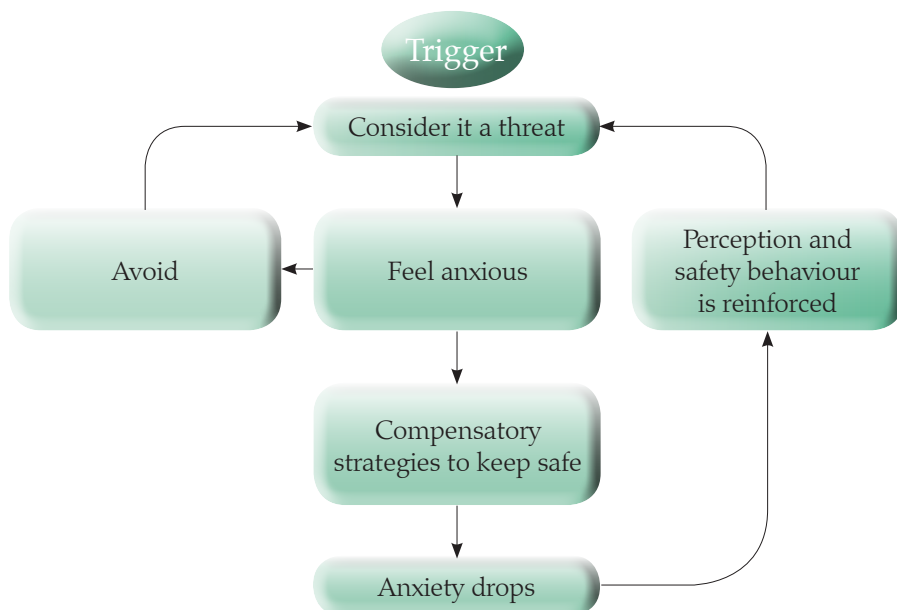 Trigger
Consider it a threat
Avoid
Feel anxious
Perception and
safety behaviour
is reinforced
Compensatory
strategies to keep safe
Anxiety drops